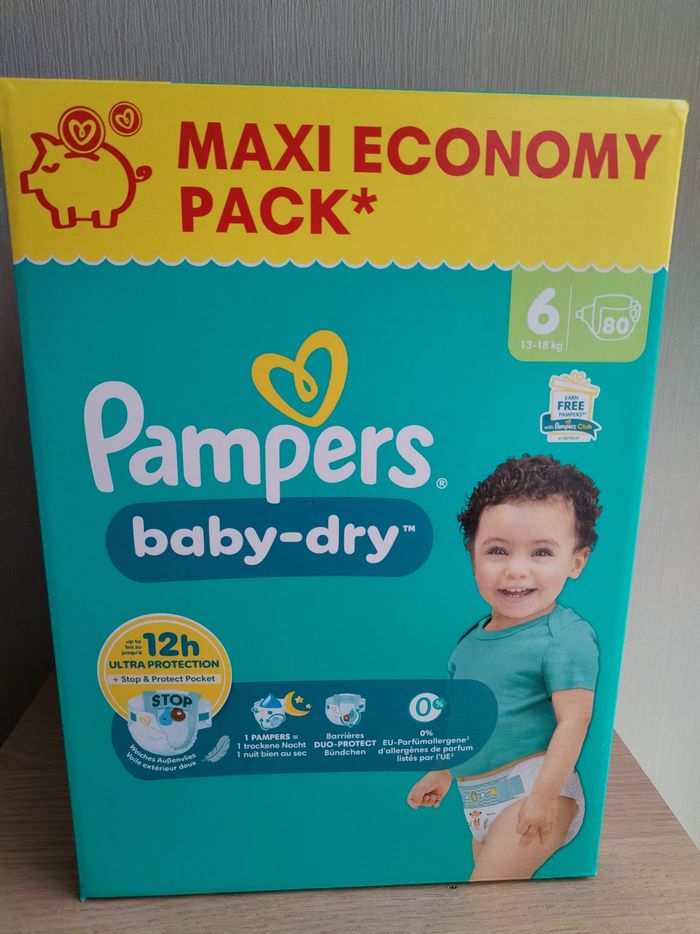 MAXI ECONOMY
PACK*
6
13-18 kg
80
EARN
FREE
PAMPERS
with Pampers Club
Pampers®
baby-dry™
up to
bis zu
jusqu'à
12h
ULTRA PROTECTION
+ Stop & Protect Pocket
STOP
Weiches Außenvlies
Voile extérieur doux
1 PAMPERS =
1 trockene Nacht
1 nuit bien au sec
Barrières
DUO-PROTECT
Bündchen
0%
0%
EU-Parfümallergene²
d'allergènes de parfum
listés par l'UE²